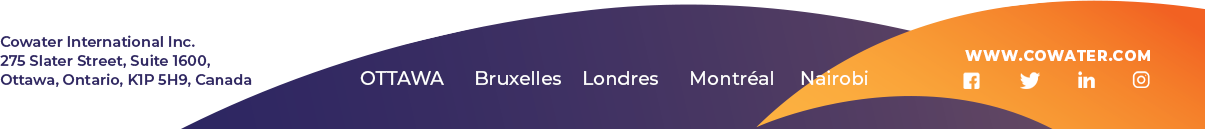 Cowater International Inc.
275 Slater Street, Suite 1600,
Ottawa, Ontario, K1P 5H9, Canada
OTTAWA Bruxelles Londres Montréal Nairobi
WWW.COWATER.COM